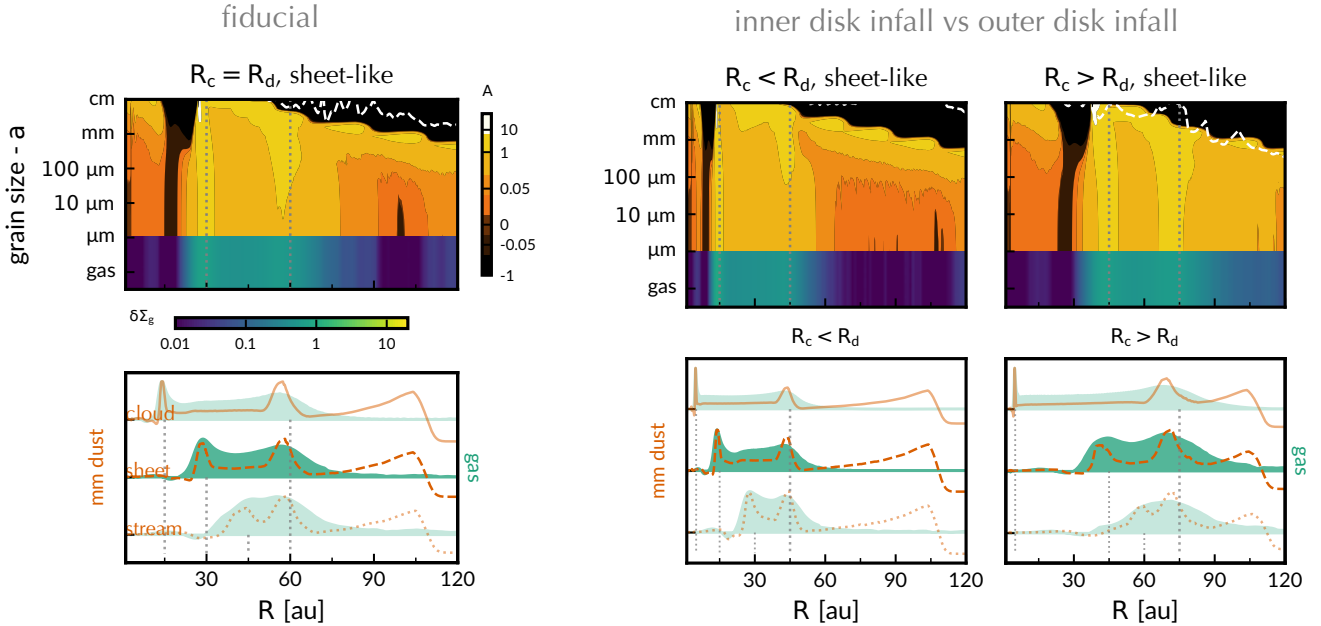 fiducial
inner disk infall vs outer disk infall
R_c = R_d, sheet-like
R_c < R_d, sheet-like
R_c > R_d, sheet-like
grain size - a
cm
mm
100 μm
10 μm
μm
gas
A
10
1
0.05
0
-0.05
-1
cm
mm
100 μm
10 μm
μm
gas
δΣ_g
0.01
0.1
1
10
R_c < R_d
R_c > R_d
mm dust
cloud
sheet
stream
gas
30
60
90
120
R [au]
mm dust
30
60
90
120
R [au]
30
60
90
120
R [au]
gas